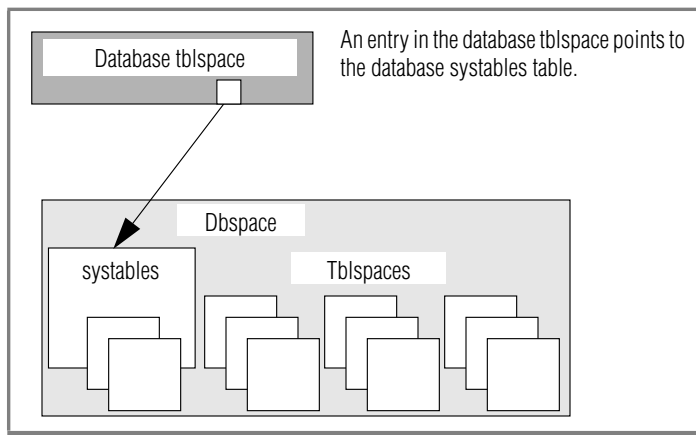 Database tblspace
An entry in the database tblspace points to
the database systables table.
Dbspace
systables
Tblspaces